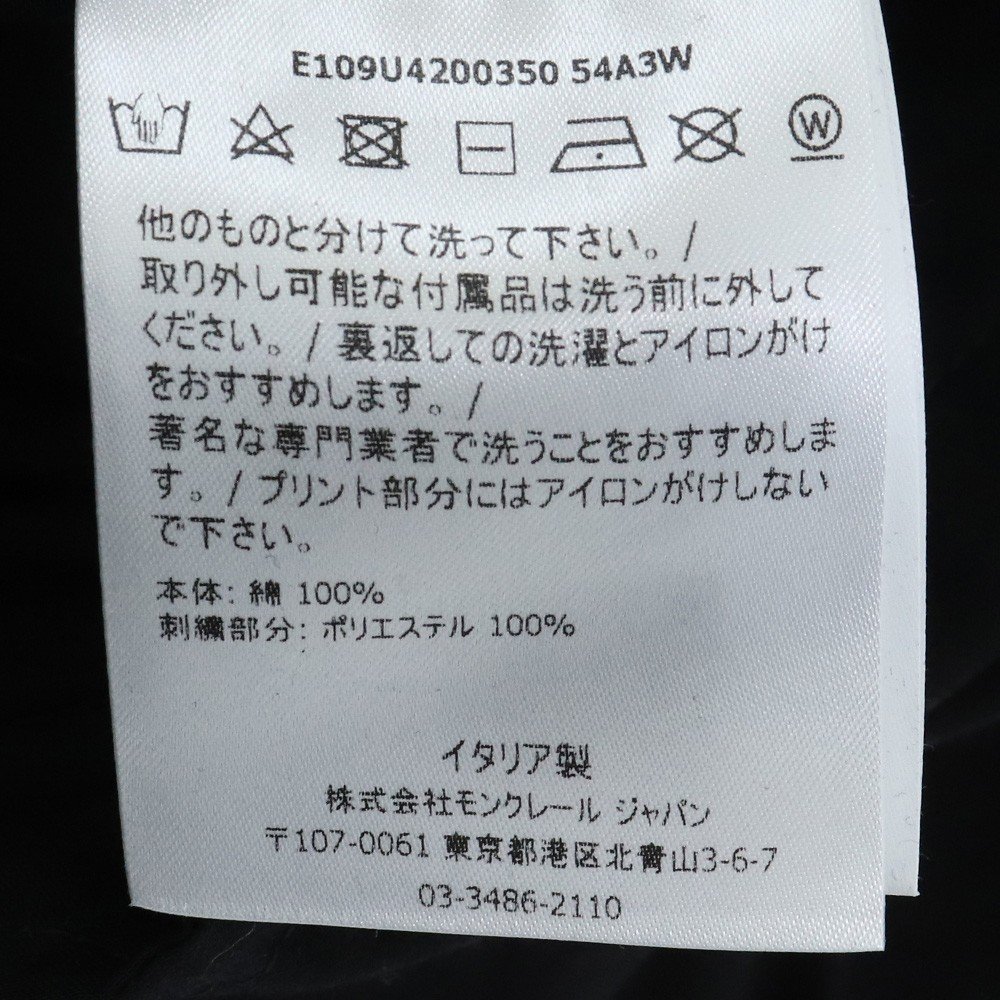 E109U4200350 54A3W
W
他のものと分けて洗って下さい。/
取り外し可能な付属品は洗う前に外して
ください。/ 裏返しての洗濯とアイロンがけ
をおすすめします。/
著名な専門業者で洗うことをおすすめしま
す。/ プリント部分にはアイロンがけしない
で下さい。
本体: 綿 100%
刺繍部分: ポリエステル 100%
イタリア製
株式会社モンクレール ジャパン
〒107-0061 東京都港区北青山3-6-7
03-3486-2110